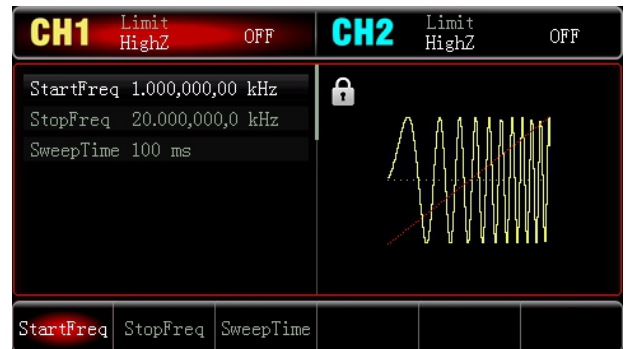 CH1 Limit HighZ OFF
CH2 Limit HighZ OFF
StartFreq 1.000,000,00 kHz
StopFreq 20.000,000,0 kHz
SweepTime 100 ms
StartFreq StopFreq SweepTime